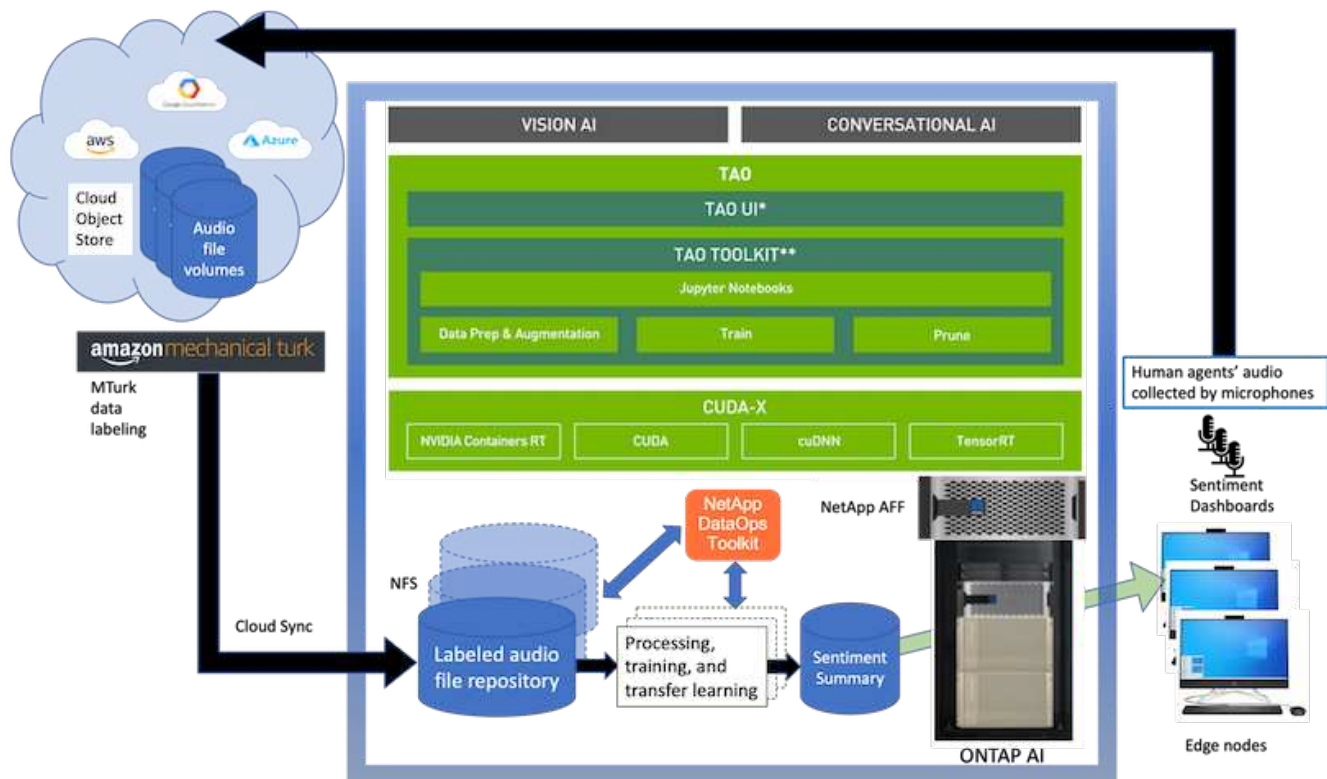 Google Cloud Platform
aws
Azure
Cloud
Object
Store
Audio
file
volumes
amazon mechanical turk
MTurk
data
labeling
Cloud Sync
VISION AI
CONVERSATIONAL AI
TAO
TAO UI*
TAO TOOLKIT**
Jupyter Notebooks
Data Prep & Augmentation
Train
Prune
CUDA-X
NVIDIA Containers RT
CUDA
cuDNN
TensorRT
NetApp
DataOps
Toolkit
NetApp AFF
NFS
Labeled audio
file repository
Processing,
training, and
transfer learning
Sentiment
Summary
ONTAP AI
Human agents' audio
collected by microphones
Sentiment
Dashboards
Edge nodes